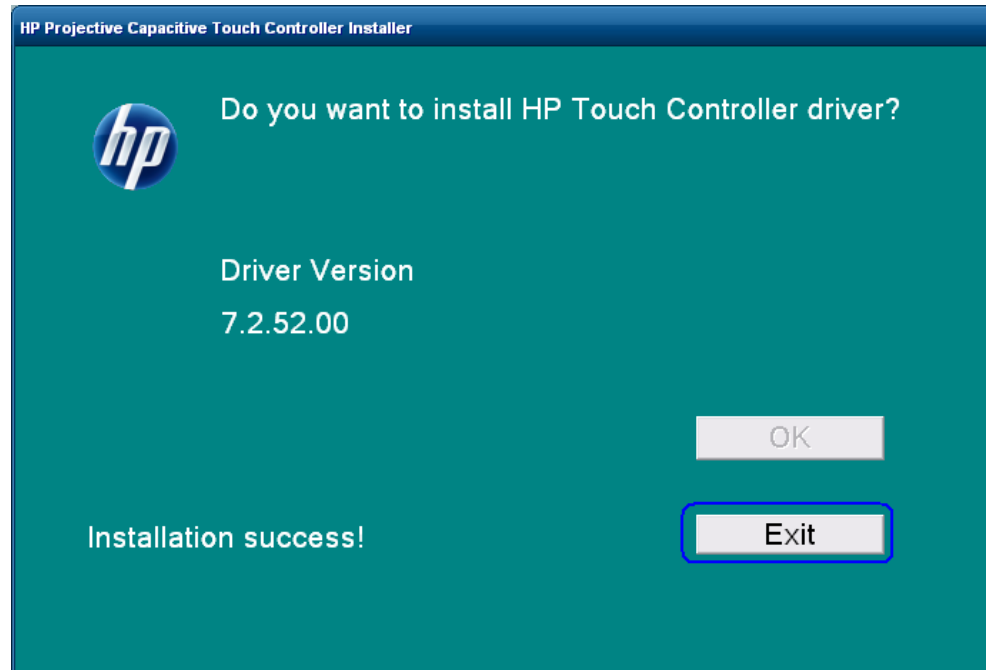 HP Projective Capacitive Touch Controller Installer
hp
Do you want to install HP Touch Controller driver?
Driver Version
7.2.52.00
OK
Installation success!
Exit